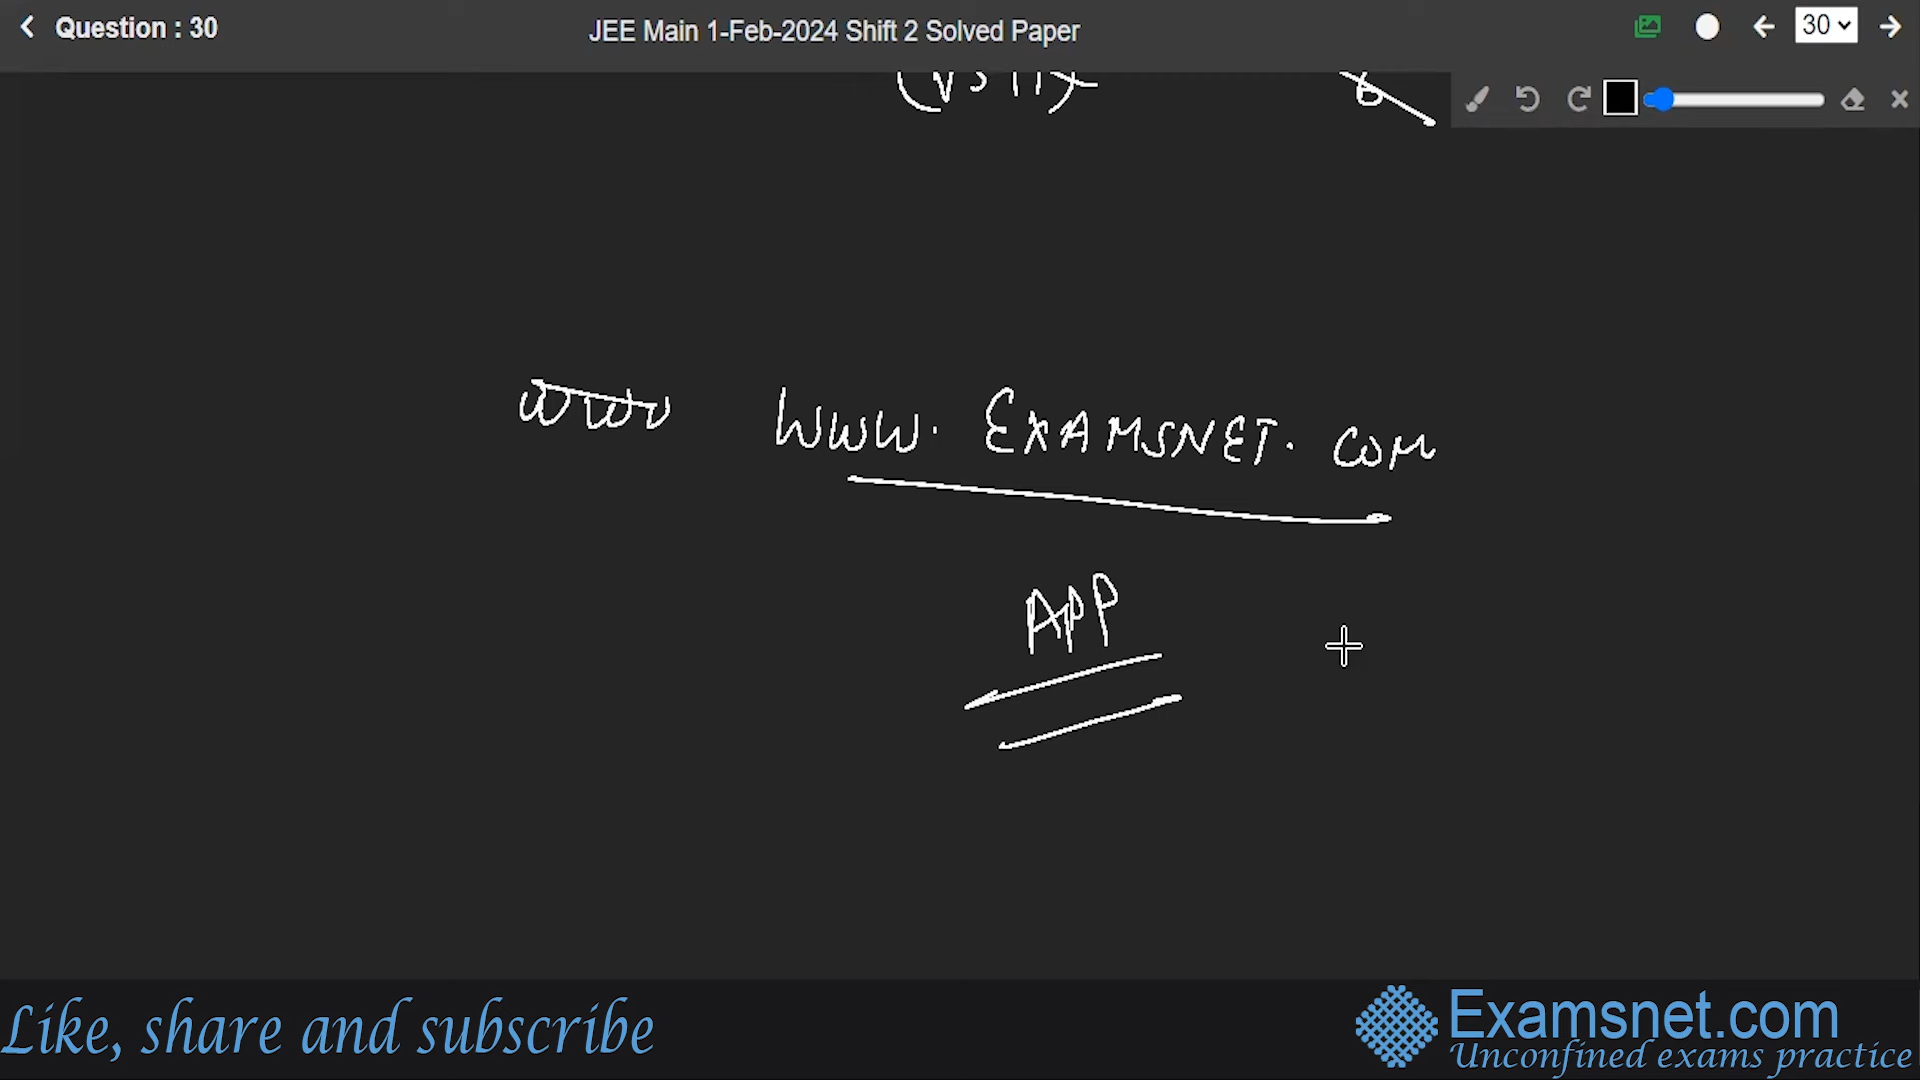 Question : 30
JEE Main 1-Feb-2024 Shift 2 Solved Paper
30
WWW. EXAMSNET. COM
APP
Like, share and subscribe
Examsnet.com
Unconfined exams practice